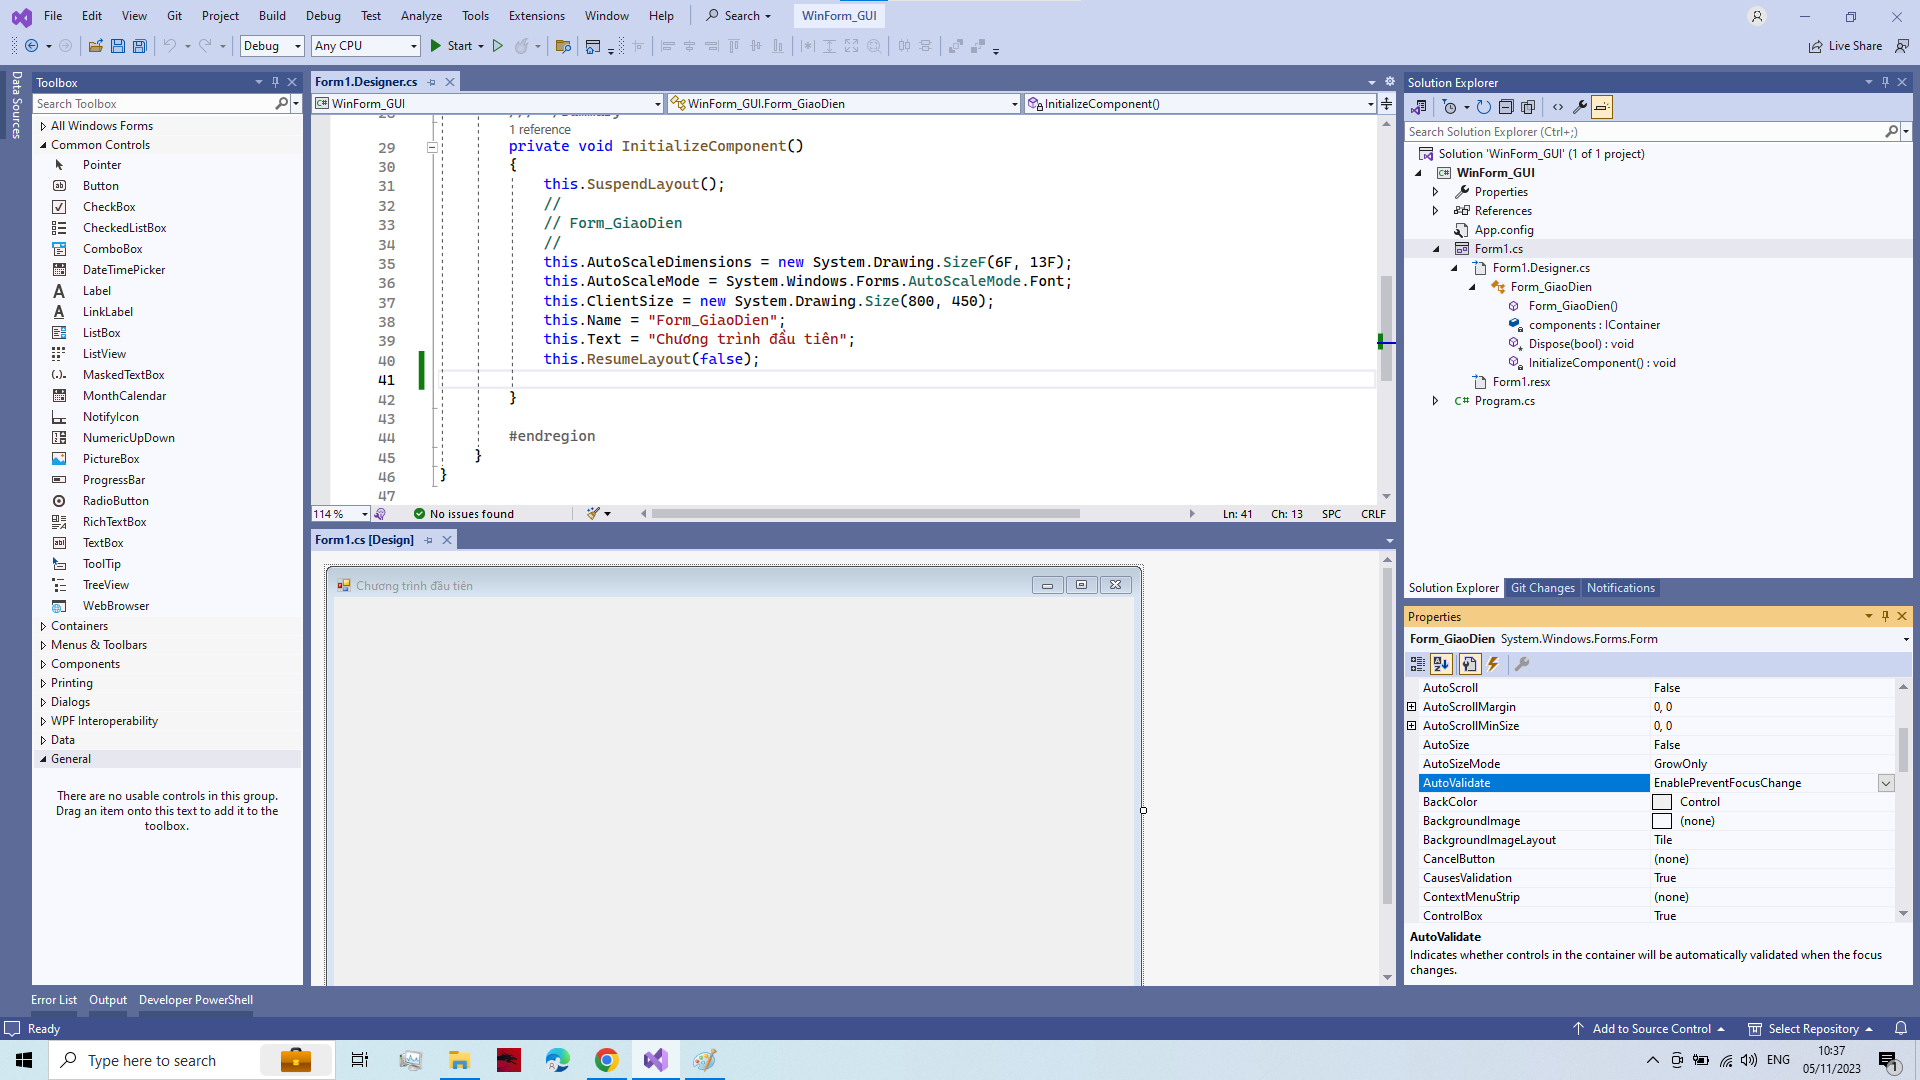 File Edit View Git Project Build Debug Test Analyze Tools Extensions Window Help Search WinForm_GUI
Debug Any CPU Start Live Share
Data Sources
Toolbox
Search Toolbox
All Windows Forms
Common Controls
Pointer
Button
CheckBox
CheckedListBox
ComboBox
DateTimePicker
Label
LinkLabel
ListBox
ListView
MaskedTextBox
MonthCalendar
NotifyIcon
NumericUpDown
PictureBox
ProgressBar
RadioButton
RichTextBox
TextBox
ToolTip
TreeView
WebBrowser
Containers
Menus & Toolbars
Components
Printing
Dialogs
WPF Interoperability
Data
General
There are no usable controls in this group.
Drag an item onto this text to add it to the
toolbox.
Form1.Designer.cs
WinForm_GUI WinForm_GUI.Form_GiaoDien InitializeComponent()
1 reference
29 private void InitializeComponent()
30 {
31 this.SuspendLayout();
32 //
33 // Form_GiaoDien
34 //
35 this.AutoScaleDimensions = new System.Drawing.SizeF(6F, 13F);
36 this.AutoScaleMode = System.Windows.Forms.AutoScaleMode.Font;
37 this.ClientSize = new System.Drawing.Size(800, 450);
38 this.Name = "Form_GiaoDien";
39 this.Text = "Chương trình đầu tiên";
40 this.ResumeLayout(false);
41
42 }
43
44 #endregion
45 }
46 }
47
114 % No issues found Ln: 41 Ch: 13 SPC CRLF
Form1.cs [Design]
Chương trình đầu tiên
Solution Explorer
Search Solution Explorer (Ctrl+;)
Solution 'WinForm_GUI' (1 of 1 project)
WinForm_GUI
Properties
References
App.config
Form1.cs
Form1.Designer.cs
Form_GiaoDien
Form_GiaoDien()
components : IContainer
Dispose(bool) : void
InitializeComponent() : void
Form1.resx
C# Program.cs
Solution Explorer Git Changes Notifications
Properties
Form_GiaoDien System.Windows.Forms.Form
AutoScroll False
AutoScrollMargin 0, 0
AutoScrollMinSize 0, 0
AutoSize False
AutoSizeMode GrowOnly
AutoValidate EnablePreventFocusChange
BackColor Control
BackgroundImage (none)
BackgroundImageLayout Tile
CancelButton (none)
CausesValidation True
ContextMenuStrip (none)
ControlBox True
AutoValidate
Indicates whether controls in the container will be automatically validated when the focus
changes.
Error List Output Developer PowerShell
Ready Add to Source Control Select Repository
Type here to search ENG 10:37
05/11/2023 1